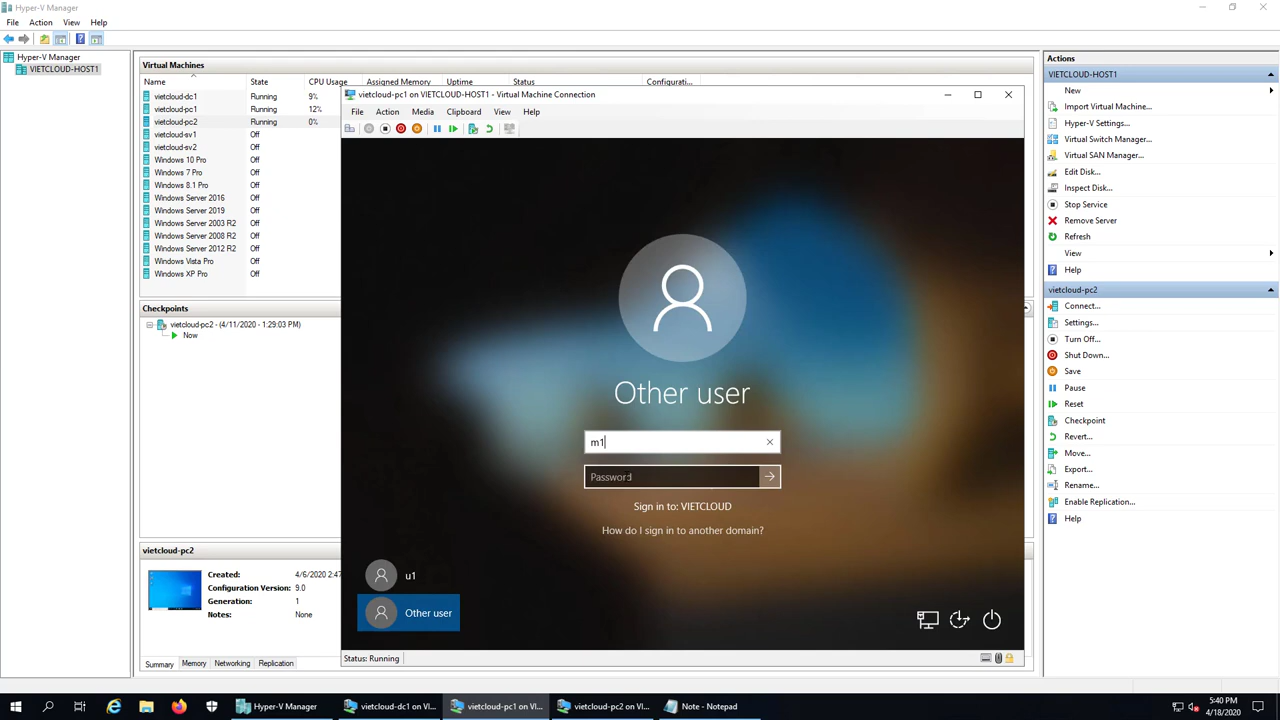 Hyper-V Manager
File Action View Help
Hyper-V Manager
VIETCLOUD-HOST1
Virtual Machines
Name State CPU Usage Assigned Memory Uptime Status Configurati...
vietcloud-dc1 Running 9%
vietcloud-pc1 Running 12%
vietcloud-pc2 Running 0%
vietcloud-sv1 Off
vietcloud-sv2 Off
Windows 10 Pro Off
Windows 7 Pro Off
Windows 8.1 Pro Off
Windows Server 2016 Off
Windows Server 2019 Off
Windows Server 2003 R2 Off
Windows Server 2008 R2 Off
Windows Server 2012 R2 Off
Windows Vista Pro Off
Windows XP Pro Off
Checkpoints
vietcloud-pc2 - (4/11/2020 - 1:29:03 PM)
Now
vietcloud-pc2
Created: 4/6/2020 2:47
Configuration Version: 9.0
Generation: 1
Notes: None
Summary Memory Networking Replication
vietcloud-pc1 on VIETCLOUD-HOST1 - Virtual Machine Connection
File Action Media Clipboard View Help
Other user
m1
Password
Sign in to: VIETCLOUD
How do I sign in to another domain?
u1
Other user
Status: Running
Actions
VIETCLOUD-HOST1
New
Import Virtual Machine...
Hyper-V Settings...
Virtual Switch Manager...
Virtual SAN Manager...
Edit Disk...
Inspect Disk...
Stop Service
Remove Server
Refresh
View
Help
vietcloud-pc2
Connect...
Settings...
Turn Off...
Shut Down...
Save
Pause
Reset
Checkpoint
Revert...
Move...
Export...
Rename...
Enable Replication...
Help
Hyper-V Manager
vietcloud-dc1 on VI...
vietcloud-pc1 on VI...
vietcloud-pc2 on VI...
Note - Notepad
5:40 PM
4/18/2020